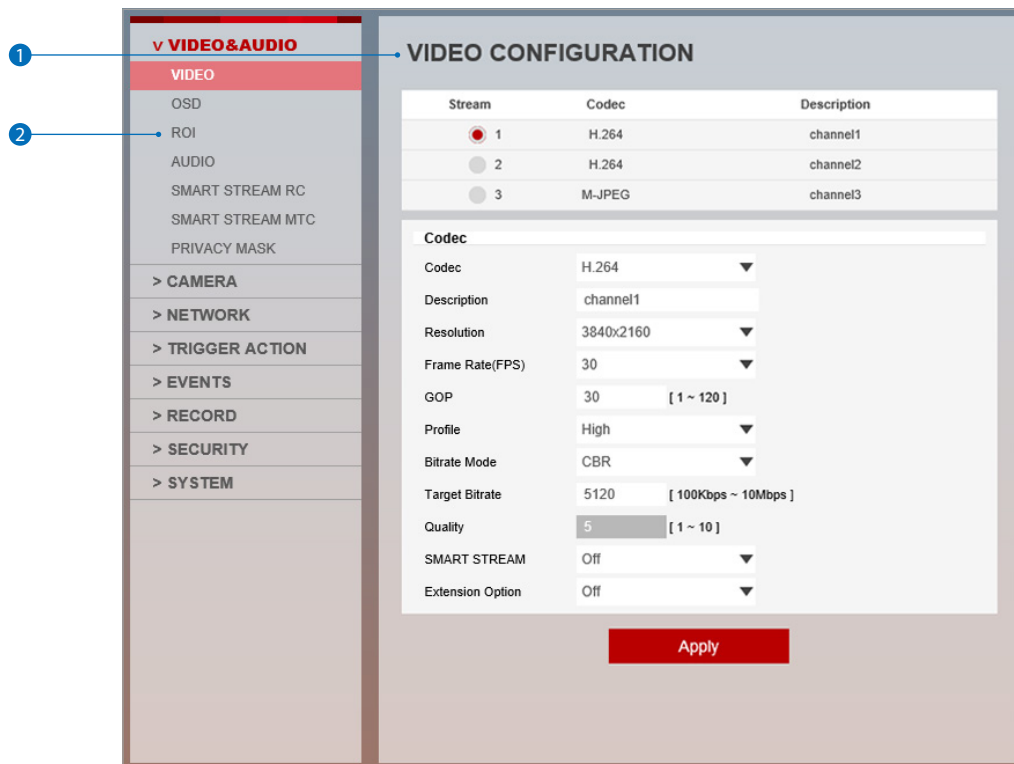 1
2
v VIDEO&AUDIO
VIDEO
OSD
ROI
AUDIO
SMART STREAM RC
SMART STREAM MTC
PRIVACY MASK
> CAMERA
> NETWORK
> TRIGGER ACTION
> EVENTS
> RECORD
> SECURITY
> SYSTEM
VIDEO CONFIGURATION
Stream Codec Description
1 H.264 channel1
2 H.264 channel2
3 M-JPEG channel3
Codec
Codec H.264
Description channel1
Resolution 3840x2160
Frame Rate(FPS) 30
GOP 30 [ 1 ~ 120 ]
Profile High
Bitrate Mode CBR
Target Bitrate 5120 [ 100Kbps ~ 10Mbps ]
Quality 5 [ 1 ~ 10 ]
SMART STREAM Off
Extension Option Off
Apply